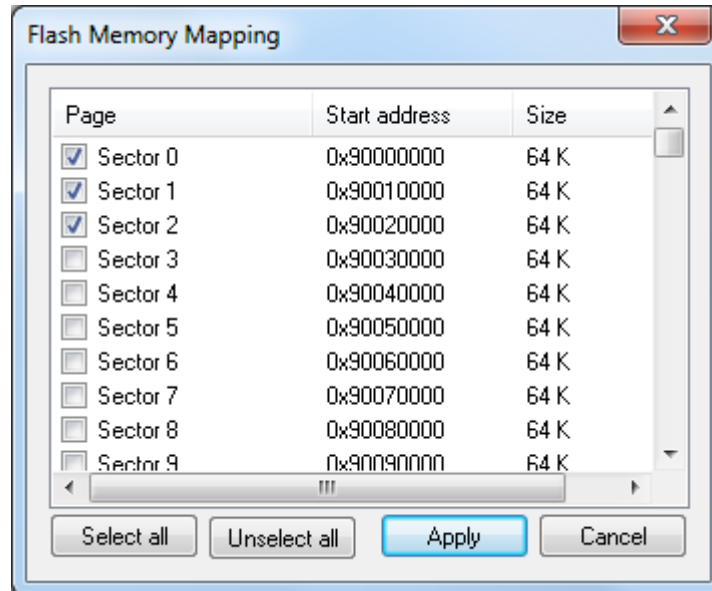 Flash Memory Mapping
Page Start address Size
Sector 0 0x90000000 64 K
Sector 1 0x90010000 64 K
Sector 2 0x90020000 64 K
Sector 3 0x90030000 64 K
Sector 4 0x90040000 64 K
Sector 5 0x90050000 64 K
Sector 6 0x90060000 64 K
Sector 7 0x90070000 64 K
Sector 8 0x90080000 64 K
Sector 9 0x90090000 64 K
Select all Unselect all Apply Cancel